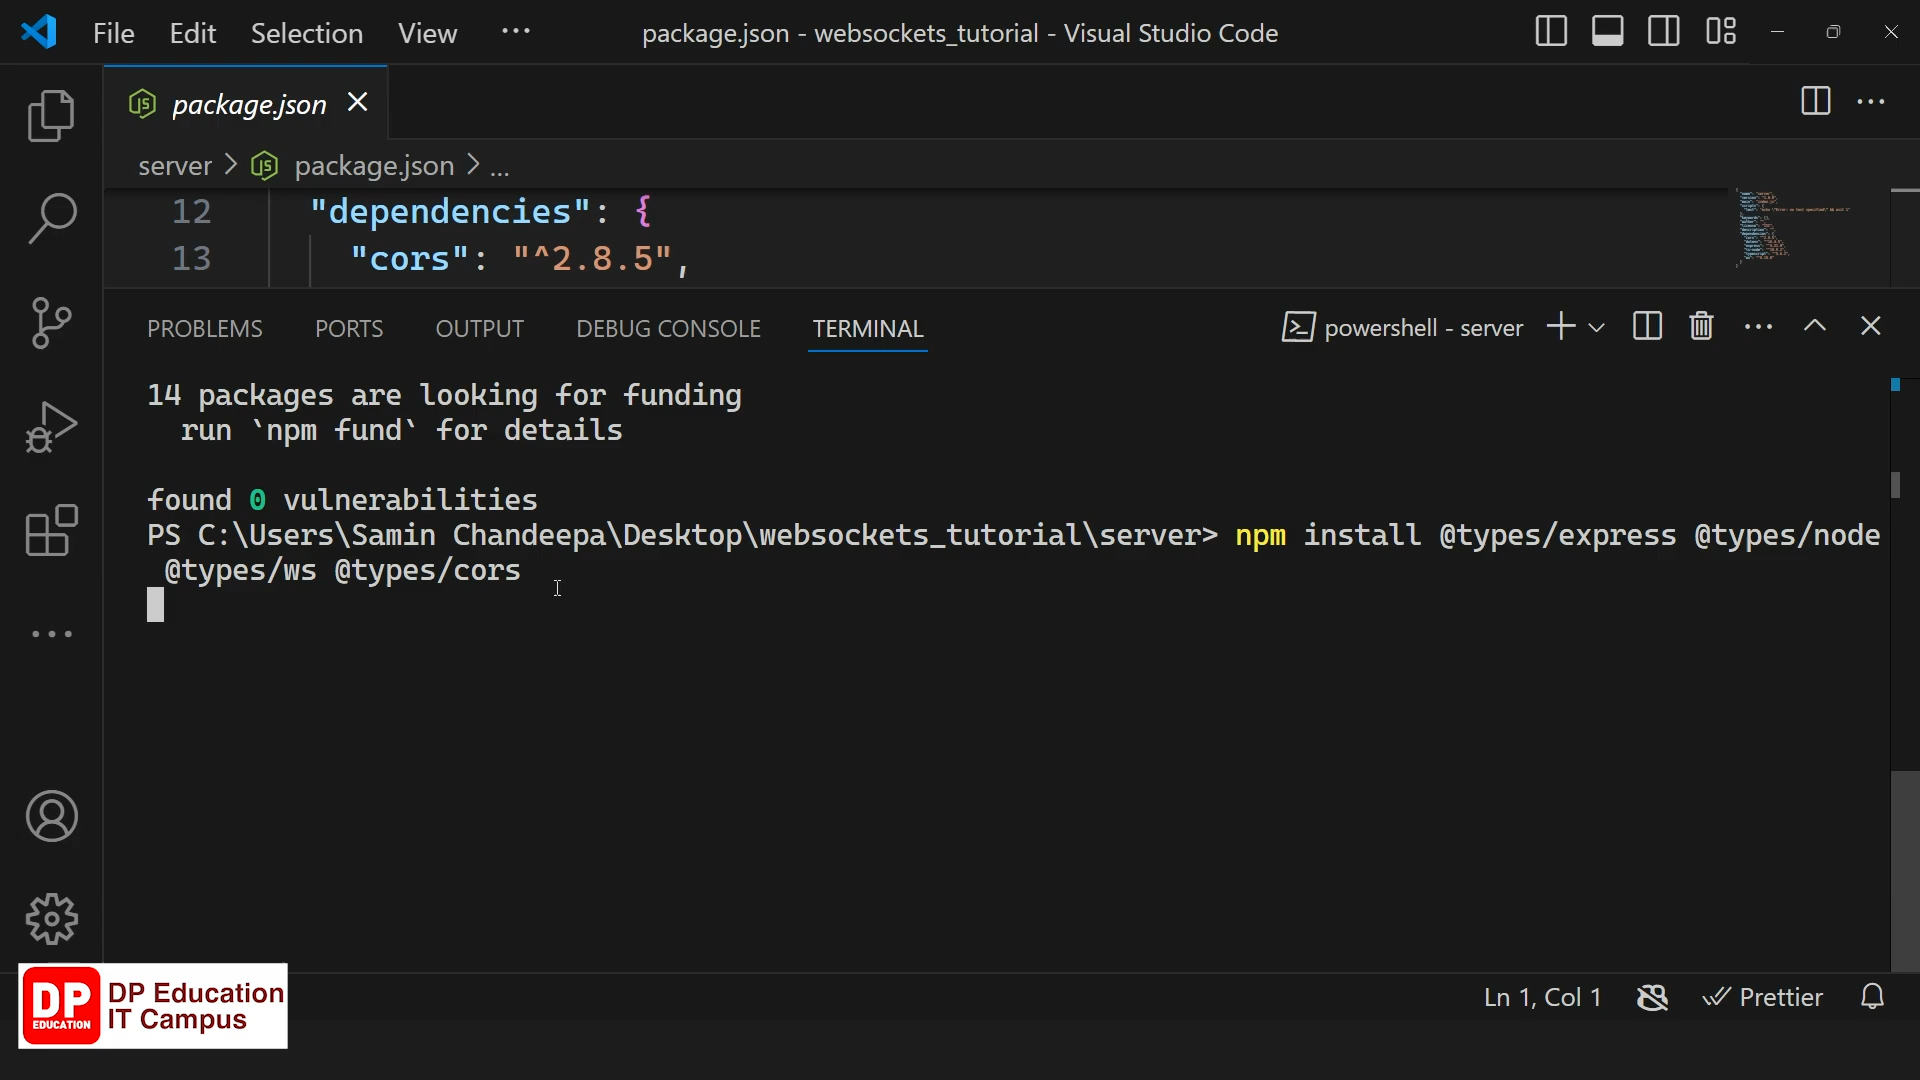 File Edit Selection View ··· package.json - websockets_tutorial - Visual Studio Code
package.json
server > package.json > ...
12 "dependencies": {
13 "cors": "^2.8.5",
PROBLEMS PORTS OUTPUT DEBUG CONSOLE TERMINAL powershell - server
14 packages are looking for funding
run `npm fund` for details
found 0 vulnerabilities
PS C:\Users\Samin Chandeepa\Desktop\websockets_tutorial\server> npm install @types/express @types/node
@types/ws @types/cors
Ln 1, Col 1 Prettier
DP EDUCATION
DP Education
IT Campus